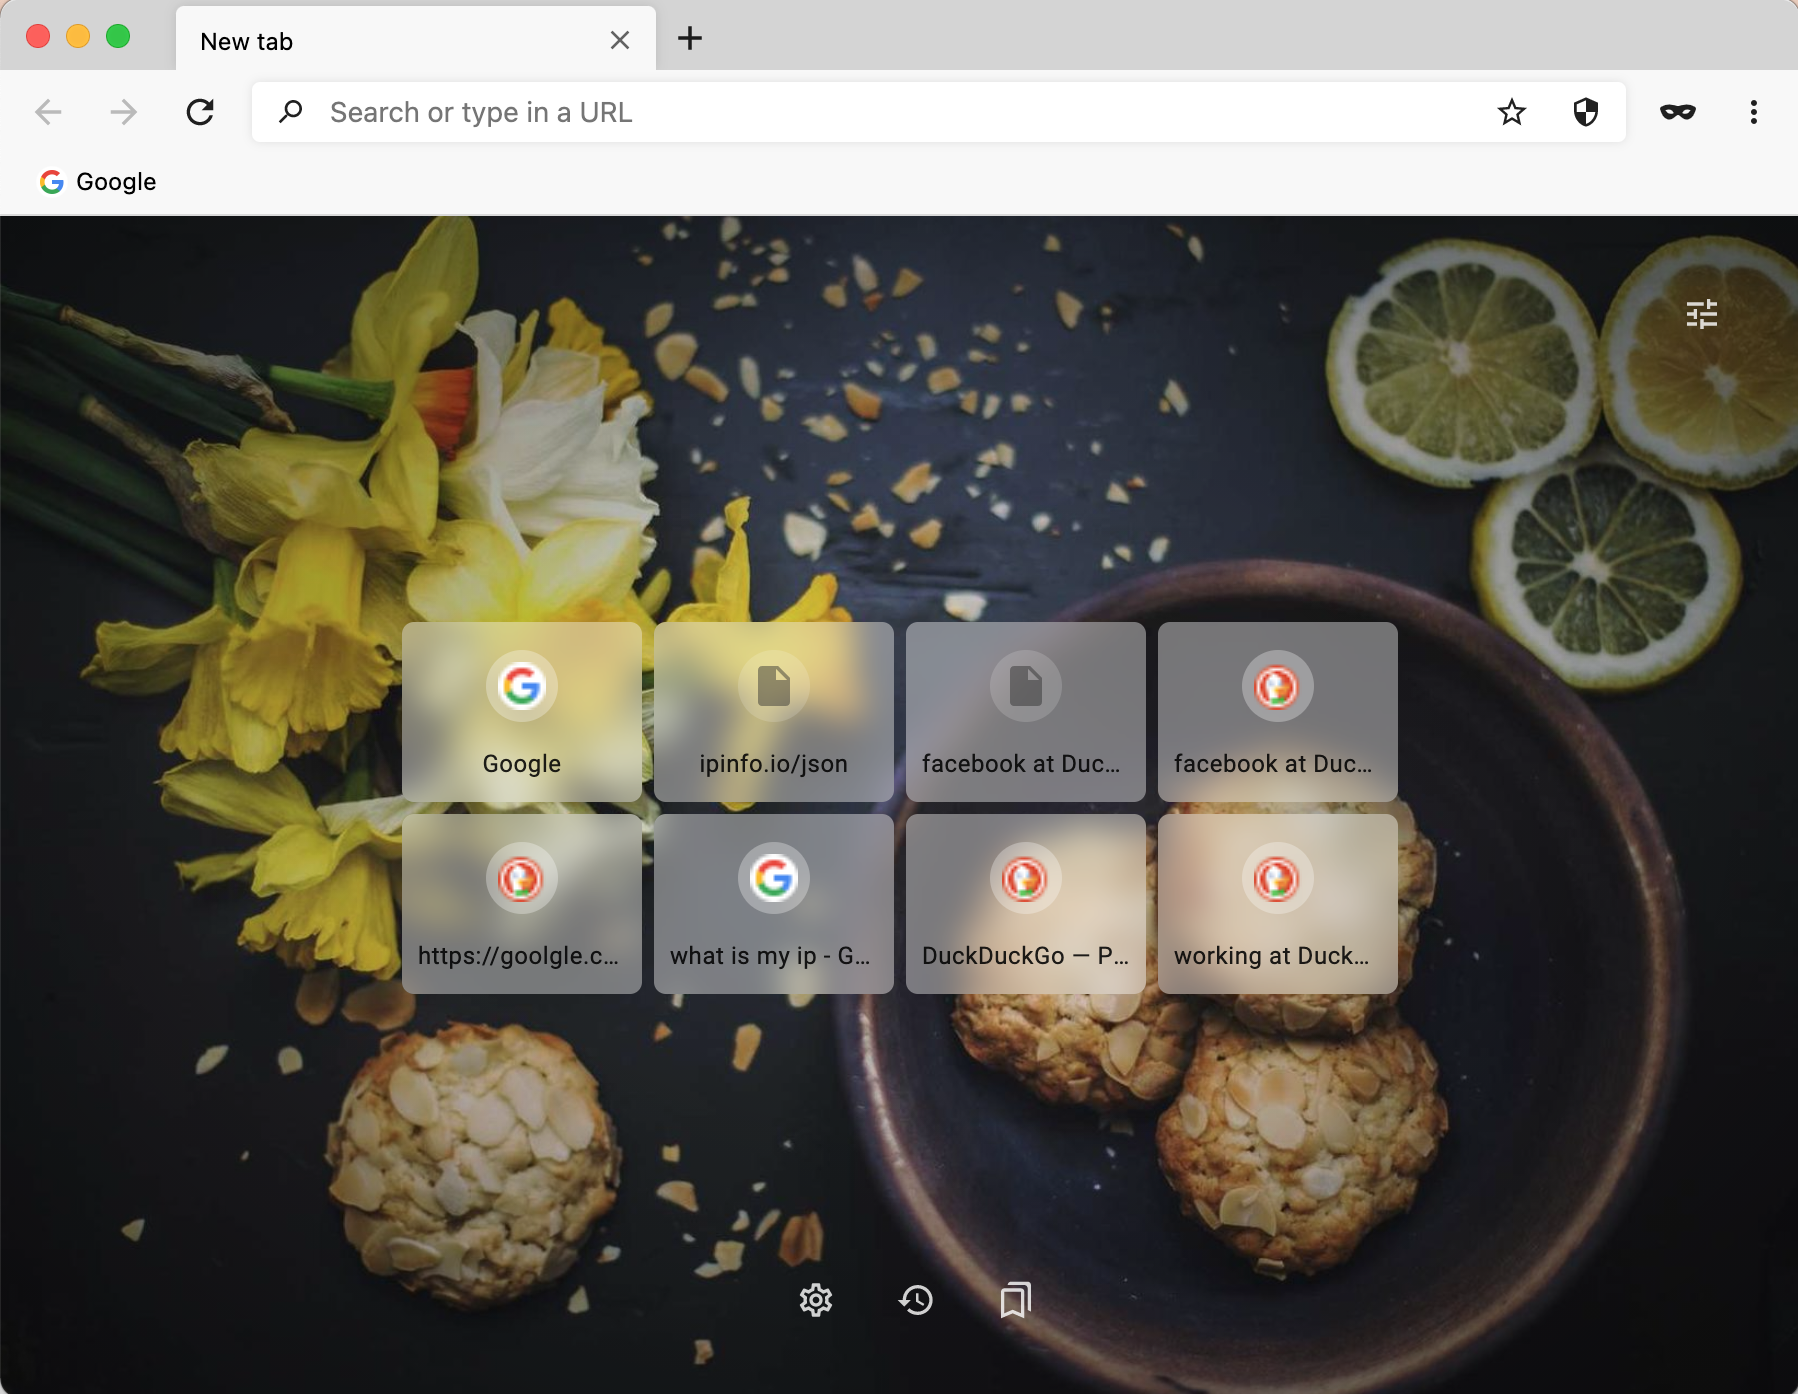 New tab
Search or type in a URL
Google
Google
ipinfo.io/json
facebook at Duc...
facebook at Duc...
https://goolgle.c...
what is my ip - G...
DuckDuckGo — P...
working at Duck...